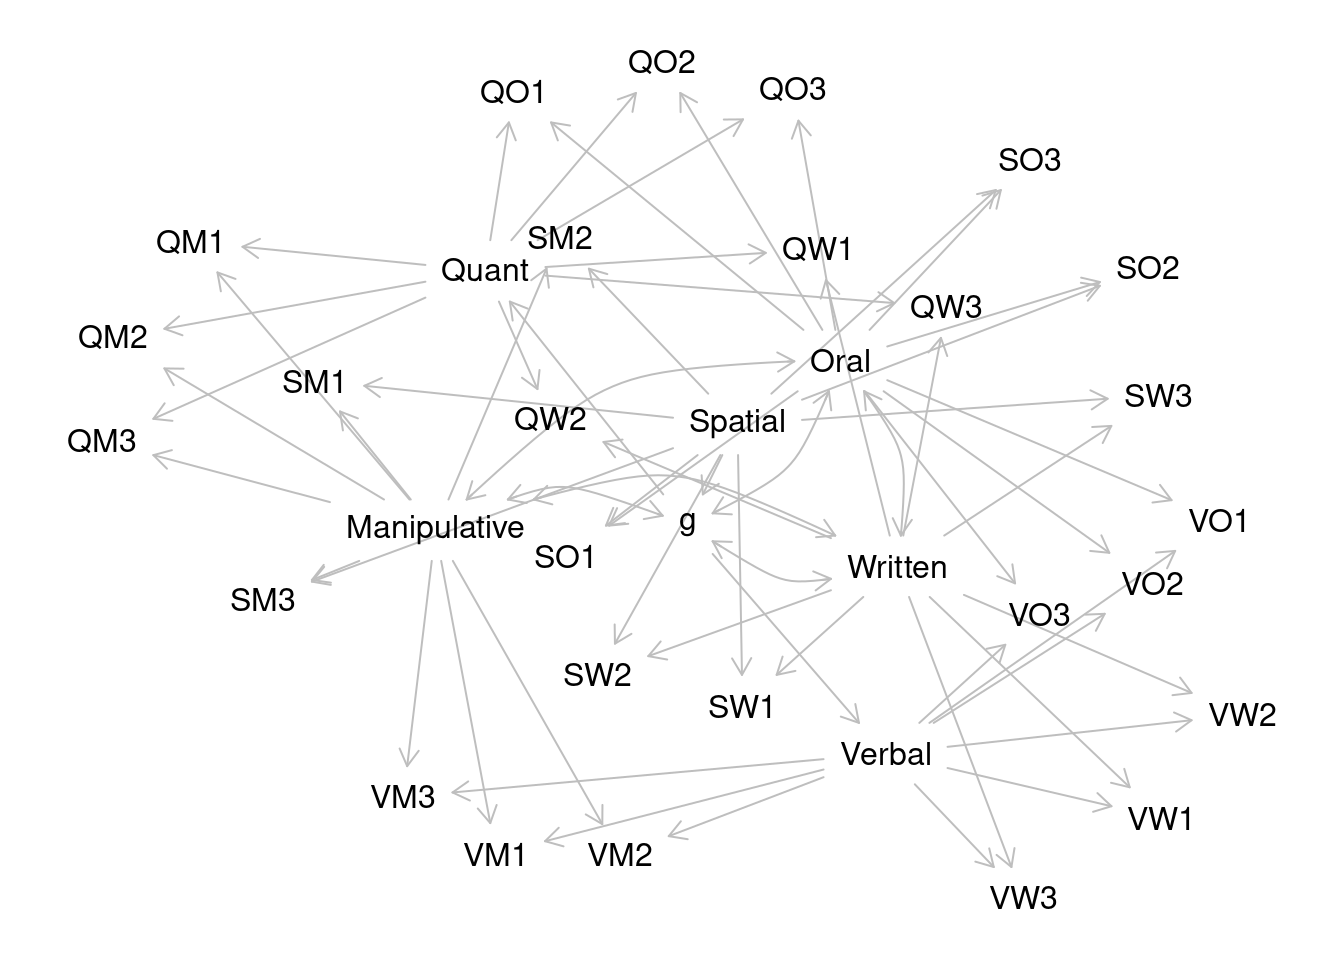 QO2
QO1
QO3
SO3
SM2
QM1
QW1
Quant
SO2
QW3
QM2
Oral
SM1
SW3
QW2
Spatial
QM3
Manipulative
g
VO1
SO1
Written
VO2
SM3
VO3
SW2
SW1
VW2
Verbal
VM3
VW1
VM1
VM2
VW3